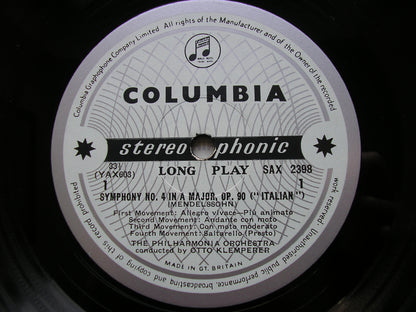 Columbia Graphophone Company Limited. All rights of the Manufacturer and of the Owner of the recorded work reserved. Unauthorised public performance, broadcasting and copying of this record prohibited.
COLUMBIA
stereo phonic
33⅓
(YAX603)
LONG PLAY
SAX 2398
1
1
SYMPHONY NO. 4 IN A MAJOR, OP. 90 ("ITALIAN")
(MENDELSSOHN)
First Movement: Allegro vivace—Più animato
Second Movement: Andante con moto
Third Movement: Con moto moderato
Fourth Movement: Saltarello (Presto)
THE PHILHARMONIA ORCHESTRA
conducted by OTTO KLEMPERER
MADE IN GT. BRITAIN